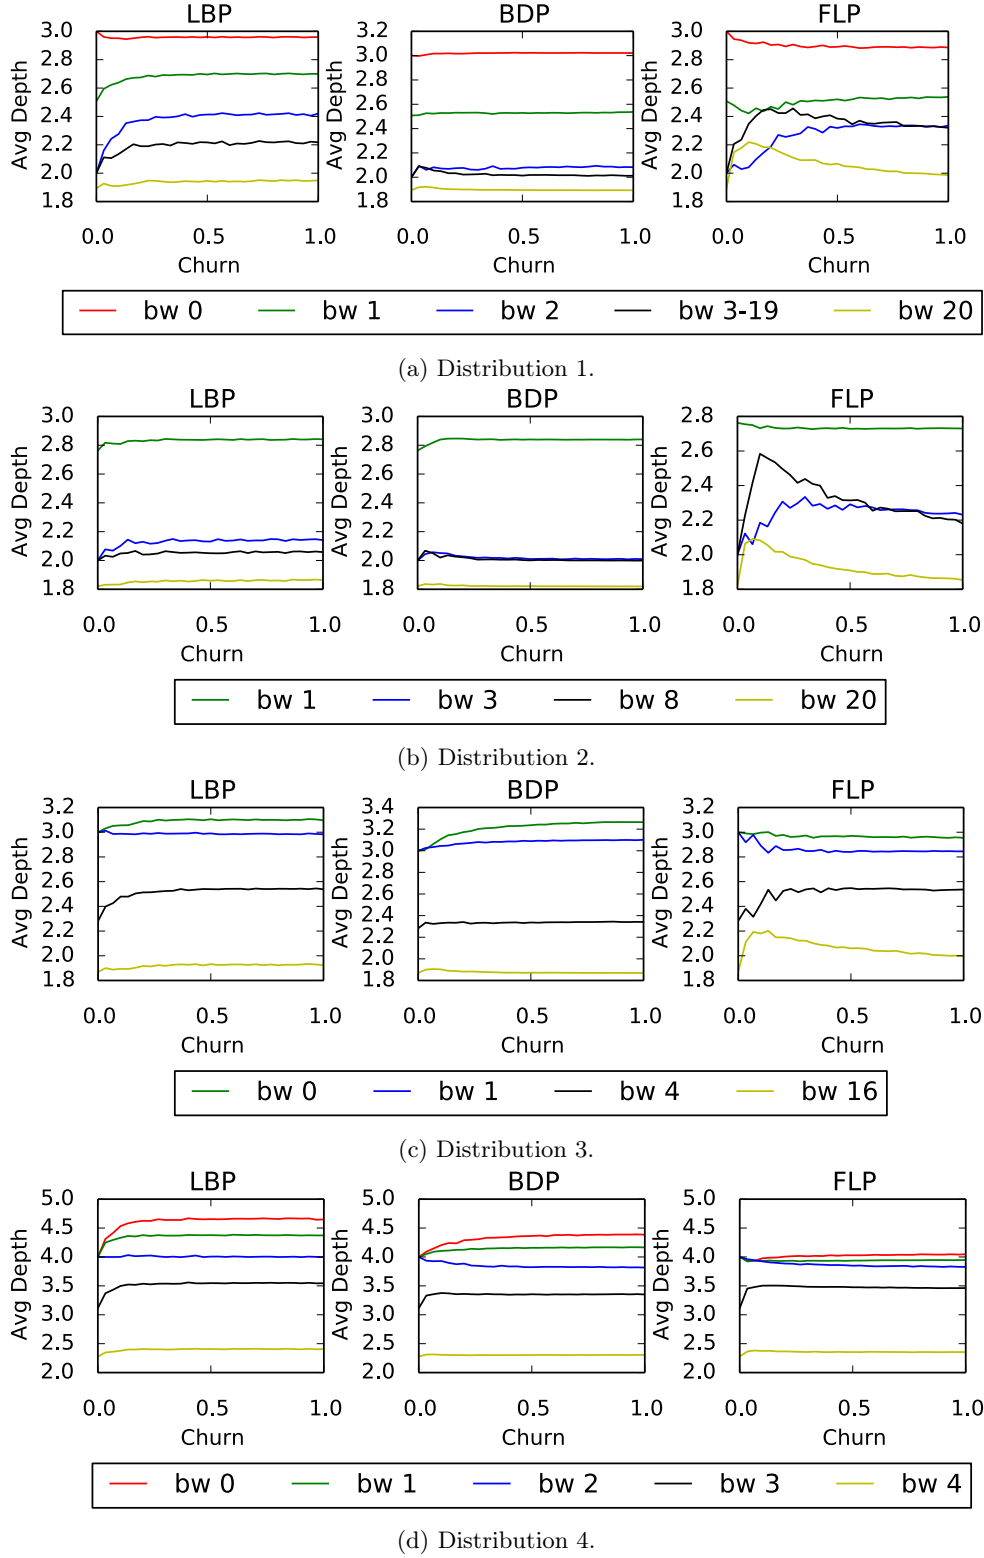 LBP BDP FLP
Avg Depth
3.0
2.8
2.6
2.4
2.2
2.0
1.8
0.0 0.5 1.0
Churn
Avg Depth
3.2
3.0
2.8
2.6
2.4
2.2
2.0
1.8
0.0 0.5 1.0
Churn
Avg Depth
3.0
2.8
2.6
2.4
2.2
2.0
1.8
0.0 0.5 1.0
Churn
bw 0 bw 1 bw 2 bw 3-19 bw 20
(a) Distribution 1.
LBP BDP FLP
Avg Depth
3.0
2.8
2.6
2.4
2.2
2.0
1.8
0.0 0.5 1.0
Churn
Avg Depth
3.0
2.8
2.6
2.4
2.2
2.0
1.8
0.0 0.5 1.0
Churn
Avg Depth
2.8
2.6
2.4
2.2
2.0
1.8
0.0 0.5 1.0
Churn
bw 1 bw 3 bw 8 bw 20
(b) Distribution 2.
LBP BDP FLP
Avg Depth
3.2
3.0
2.8
2.6
2.4
2.2
2.0
1.8
0.0 0.5 1.0
Churn
Avg Depth
3.4
3.2
3.0
2.8
2.6
2.4
2.2
2.0
1.8
0.0 0.5 1.0
Churn
Avg Depth
3.2
3.0
2.8
2.6
2.4
2.2
2.0
1.8
0.0 0.5 1.0
Churn
bw 0 bw 1 bw 4 bw 16
(c) Distribution 3.
LBP BDP FLP
Avg Depth
5.0
4.5
4.0
3.5
3.0
2.5
2.0
0.0 0.5 1.0
Churn
Avg Depth
5.0
4.5
4.0
3.5
3.0
2.5
2.0
0.0 0.5 1.0
Churn
Avg Depth
5.0
4.5
4.0
3.5
3.0
2.5
2.0
0.0 0.5 1.0
Churn
bw 0 bw 1 bw 2 bw 3 bw 4
(d) Distribution 4.